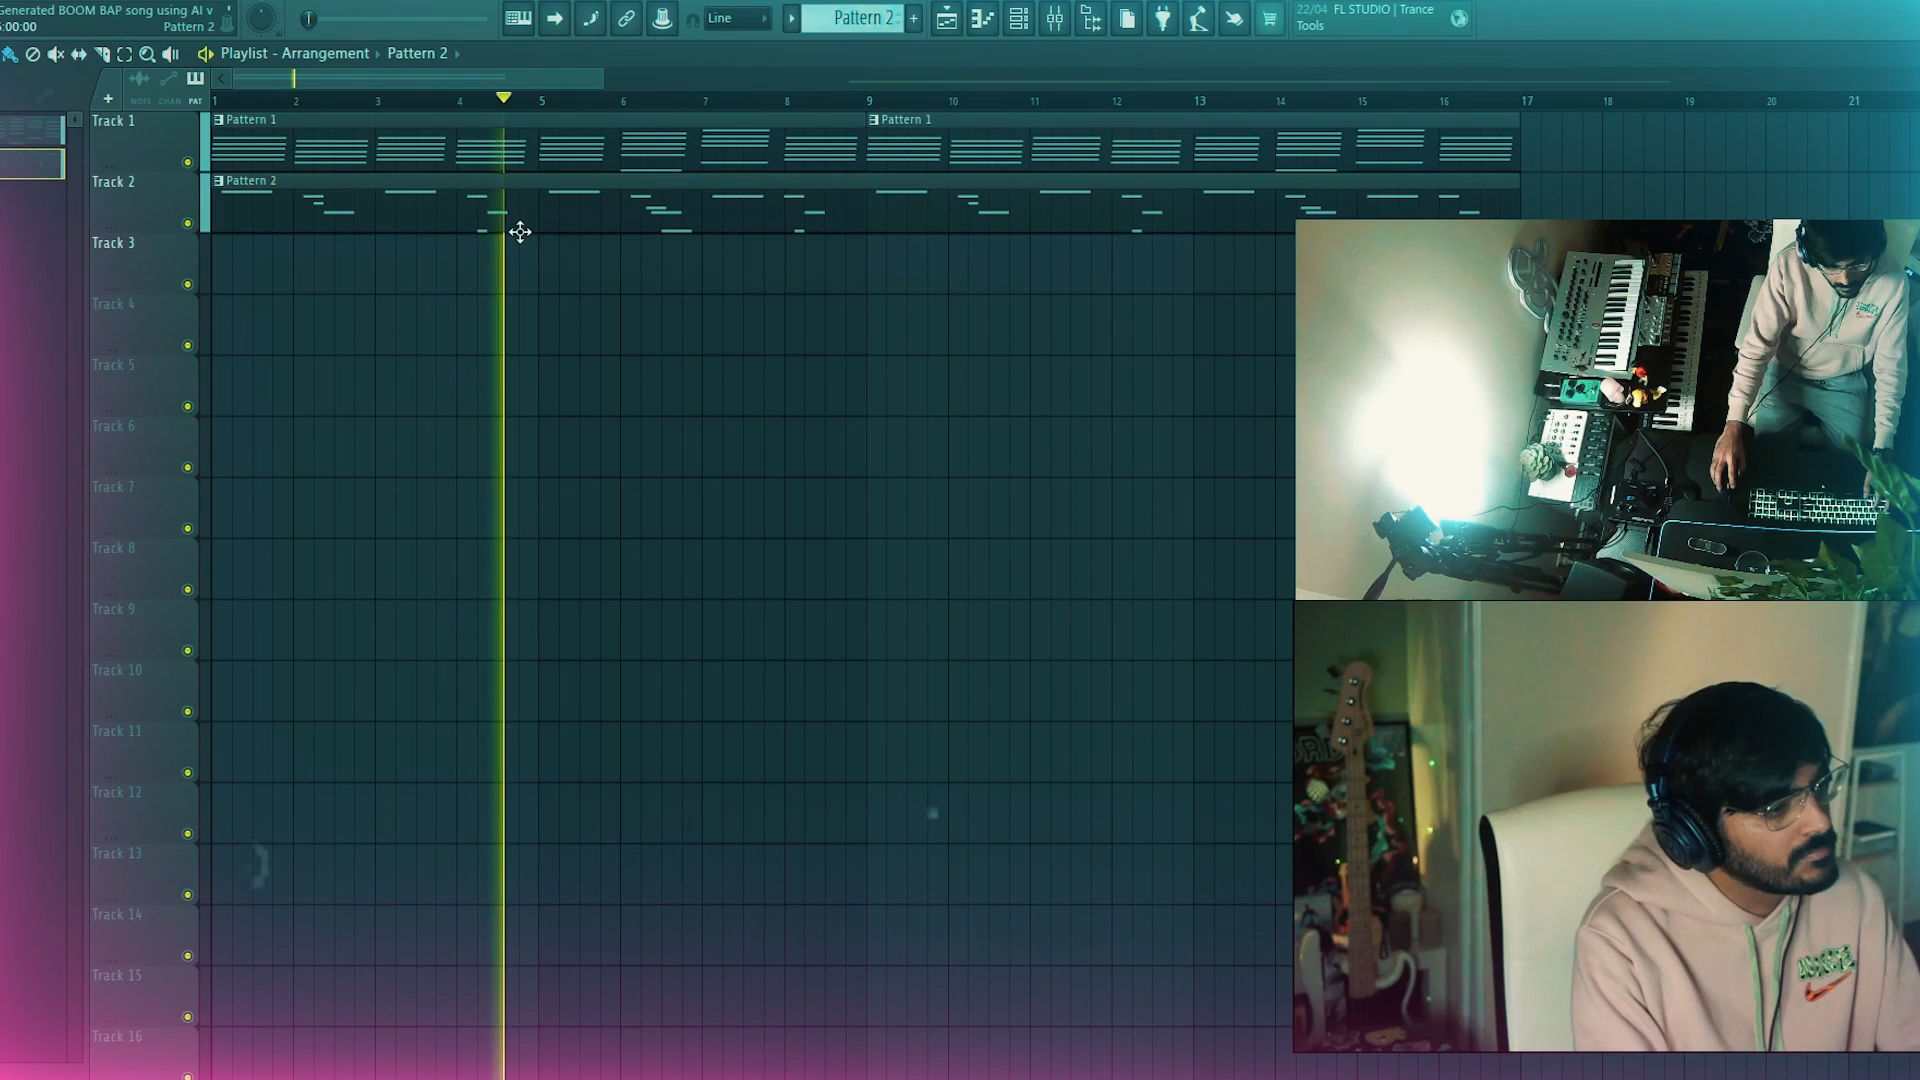 Generated BOOM BAP song using AI v
5:00:00
Pattern 2
Line
Pattern 2
+
22/04 FL STUDIO | Trance
Tools
Playlist - Arrangement › Pattern 2 ›
+
NOTE CHAN PAT
1 2 3 4 5 6 7 8 9 10 11 12 13 14 15 16 17 18 19 20 21
Track 1
Pattern 1
Pattern 1
Track 2
Pattern 2
Track 3
Track 4
Track 5
Track 6
Track 7
Track 8
Track 9
Track 10
Track 11
Track 12
Track 13
Track 14
Track 15
Track 16